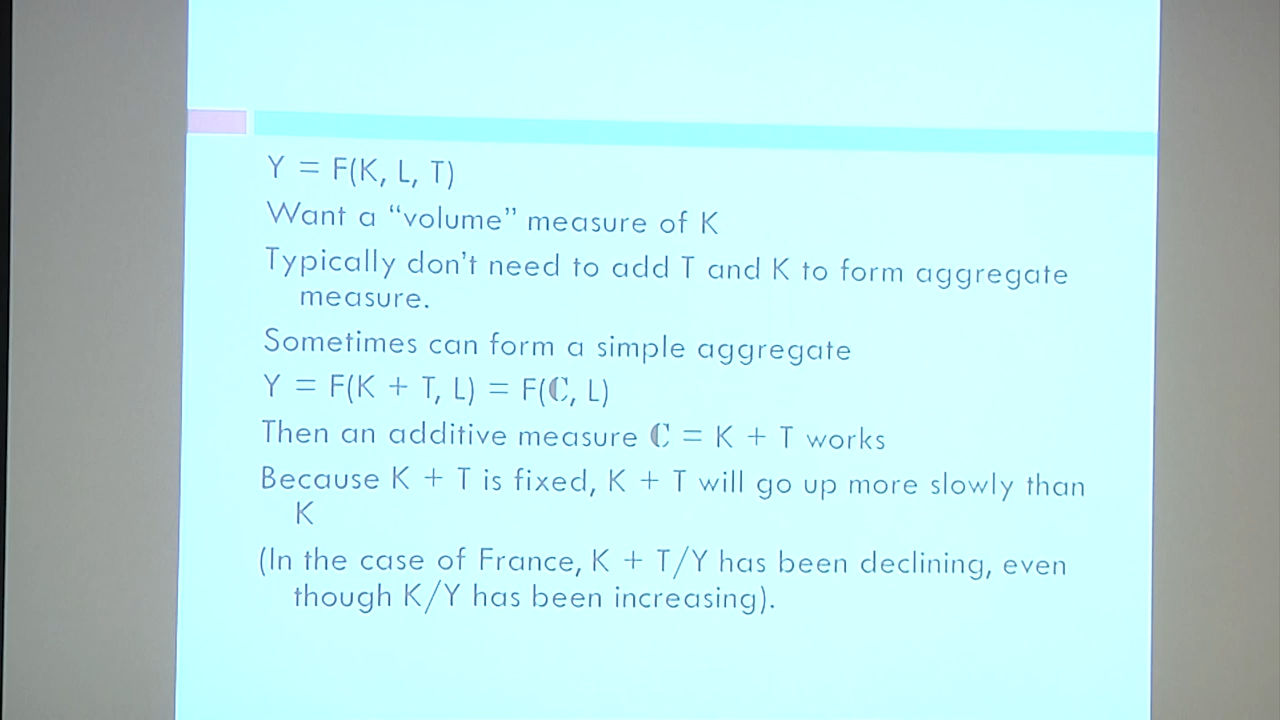 Y = F(K, L, T)
Want a “volume” measure of K
Typically don’t need to add T and K to form aggregate
measure.
Sometimes can form a simple aggregate
Y = F(K + T, L) = F(ℂ, L)
Then an additive measure ℂ = K + T works
Because K + T is fixed, K + T will go up more slowly than
K
(In the case of France, K + T/Y has been declining, even
though K/Y has been increasing).